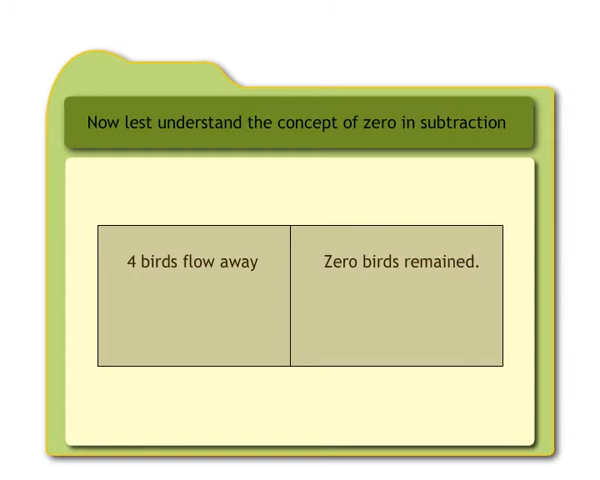 Now lest understand the concept of zero in subtraction
4 birds flow away
Zero birds remained.